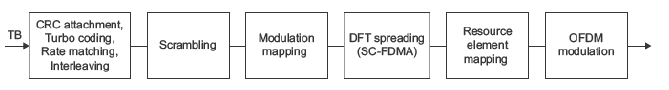 TB
CRC attachment,
Turbo coding,
Rate matching,
Interleaving
Scrambling
Modulation
mapping
DFT spreading
(SC-FDMA)
Resource
element
mapping
OFDM
modulation